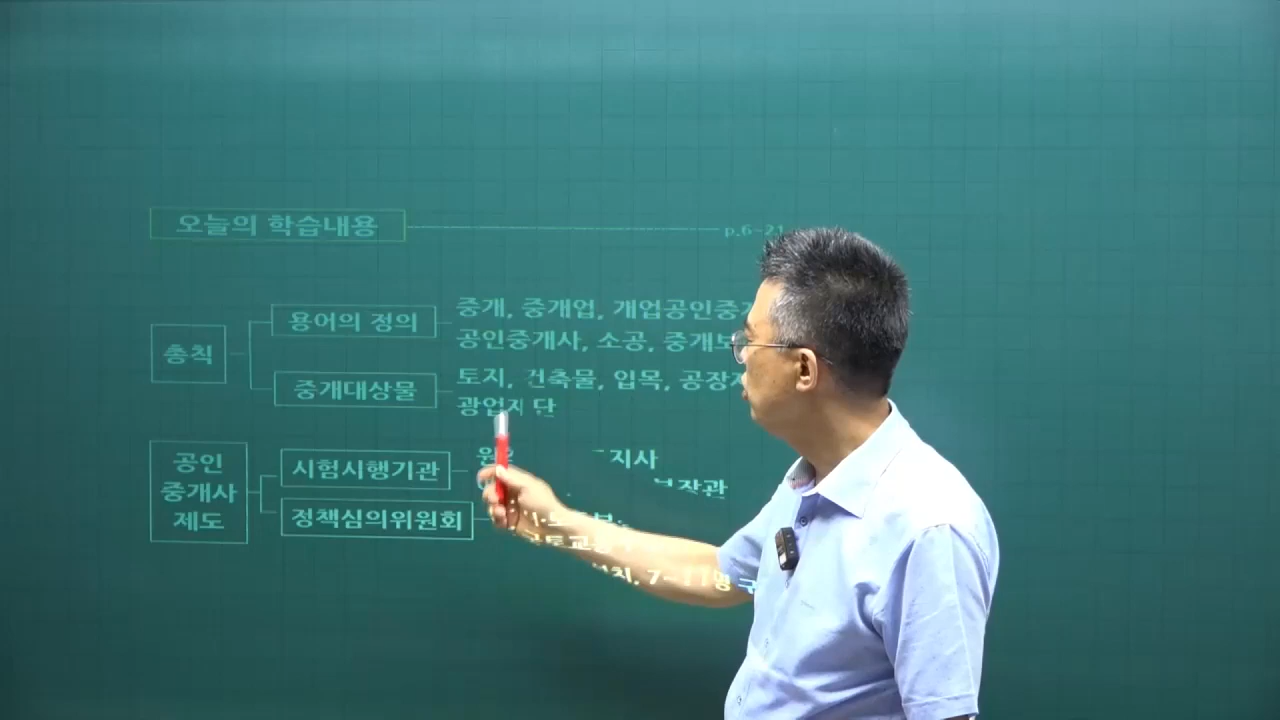 오늘의 학습내용
p.6-21
총칙
용어의 정의
중개, 중개업, 개업공인중개
공인중개사, 소공, 중개보
중개대상물
토지, 건축물, 입목, 공장
광업재단
공인
중개사
제도
시험시행기관
지사
장관
정책심의위원회